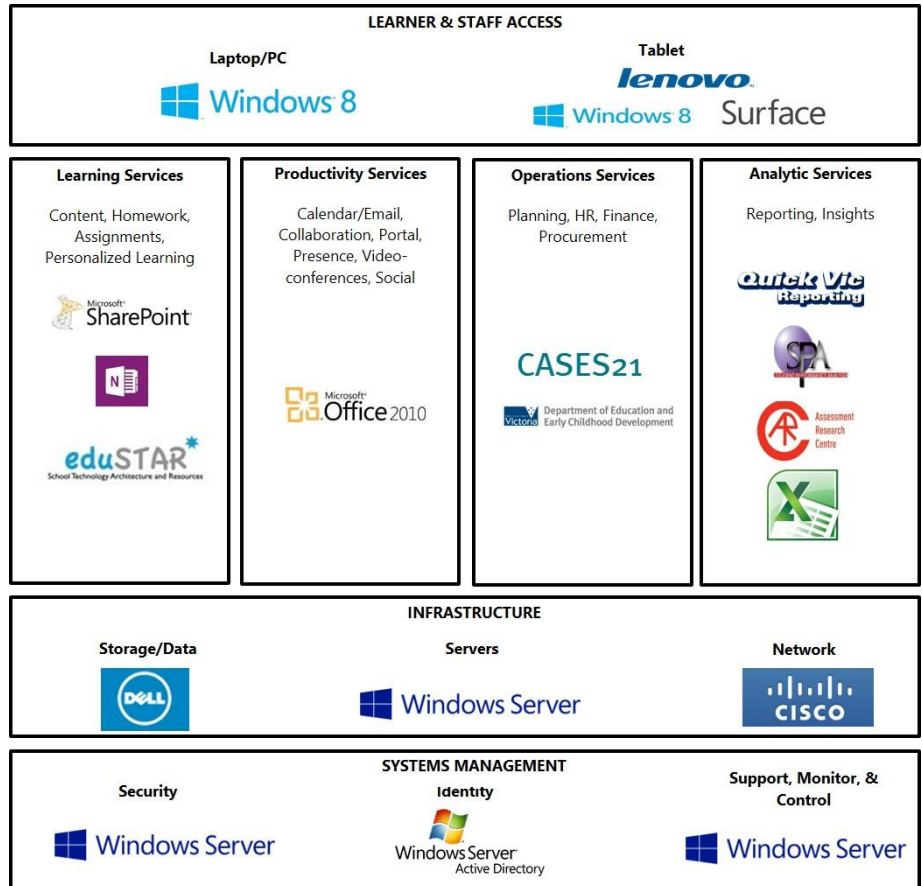 LEARNER & STAFF ACCESS
Laptop/PC
Windows 8
Tablet
lenovo
Windows 8 Surface
Learning Services
Content, Homework,
Assignments,
Personalized Learning
Microsoft
SharePoint
N
eduSTAR
School Technology Architecture and Resources
Productivity Services
Calendar/Email,
Collaboration, Portal,
Presence, Video-
conferences, Social
Microsoft
Office 2010
Operations Services
Planning, HR, Finance,
Procurement
CASES21
Victoria
Department of Education and
Early Childhood Development
Analytic Services
Reporting, Insights
Quick Vic
Reporting
SPA
STUDENT PERFORMANCE ANALYSER
ARC
Assessment
Research
Centre
X
INFRASTRUCTURE
Storage/Data
DELL
Servers
Windows Server
Network
CISCO
SYSTEMS MANAGEMENT
Security
Windows Server
Identity
Windows Server
Active Directory
Support, Monitor, &
Control
Windows Server